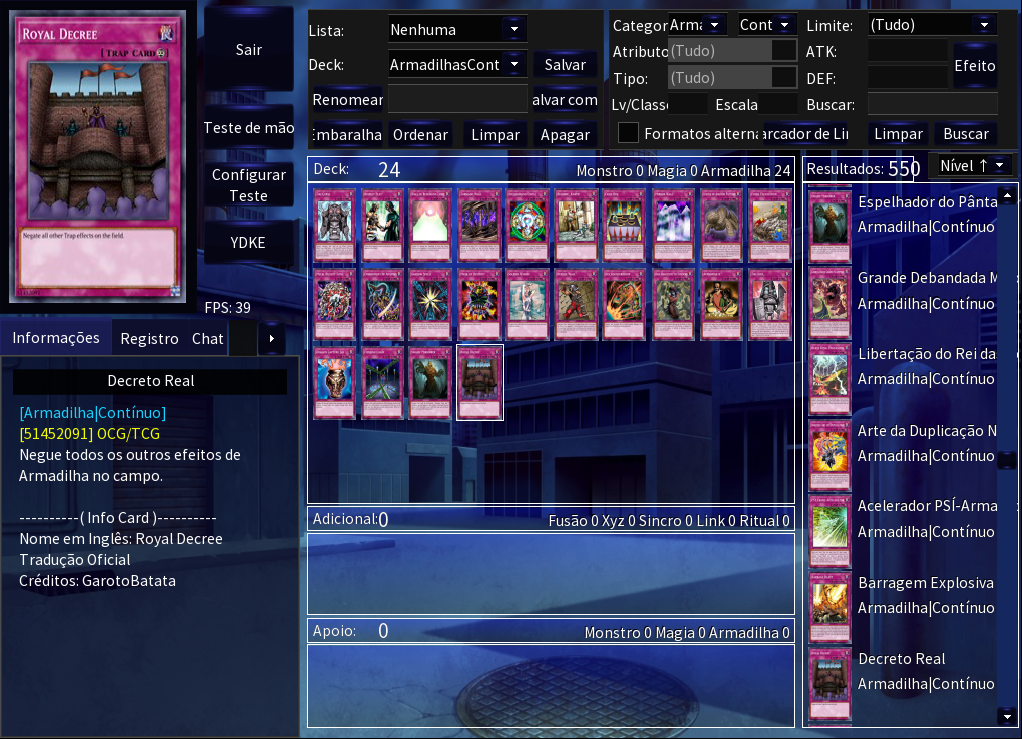 ROYAL DECREE
[TRAP CARD]
Negate all other Trap effects on the field.
Sair
Teste de mão
Configurar
Teste
YDKE
FPS: 39
Informações
Registro
Chat
Decreto Real
[Armadilha|Contínuo]
[51452091] OCG/TCG
Negue todos os outros efeitos de
Armadilha no campo.
----------( Info Card )----------
Nome em Inglês: Royal Decree
Tradução Oficial
Créditos: GarotoBatata
Lista:
Nenhuma
Deck:
ArmadilhasCont
Salvar
Renomear
alvar com
Embaralha
Ordenar
Limpar
Apagar
Categor
Arma
Cont
Limite:
(Tudo)
Atributo
(Tudo)
ATK:
Efeito
Tipo:
(Tudo)
DEF:
Lv/Classe
Escala
Buscar:
Formatos alterna
arcador de Lin
Limpar
Buscar
Deck:
24
Monstro 0 Magia 0 Armadilha 24
Adicional:0
Fusão 0 Xyz 0 Sincro 0 Link 0 Ritual 0
Apoio:
0
Monstro 0 Magia 0 Armadilha 0
Resultados:
550
Nível ↑
Espelhador do Pânta
Armadilha|Contínuo
Grande Debandada M
Armadilha|Contínuo
Libertação do Rei da
Armadilha|Contínuo
Arte da Duplicação N
Armadilha|Contínuo
Acelerador PSÍ-Arma
Armadilha|Contínuo
Barragem Explosiva
Armadilha|Contínuo
Decreto Real
Armadilha|Contínuo